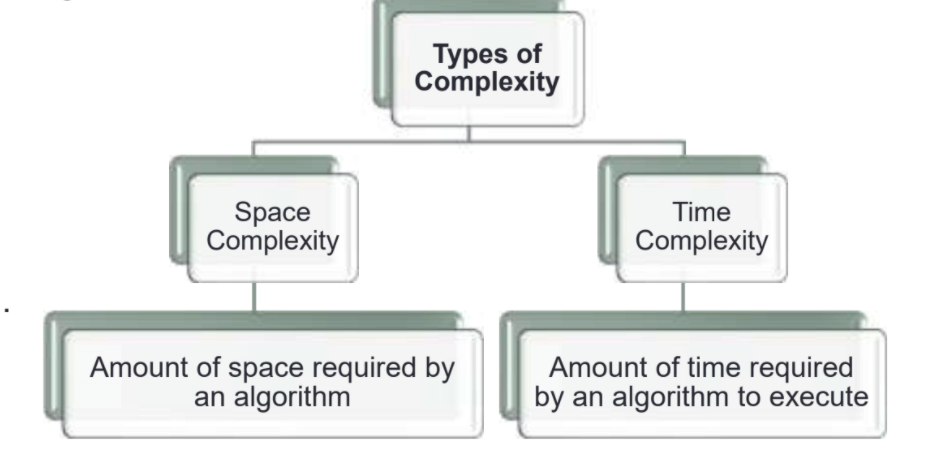 Types of
Complexity
Space
Complexity
Time
Complexity
.
Amount of space required by
an algorithm
Amount of time required
by an algorithm to execute